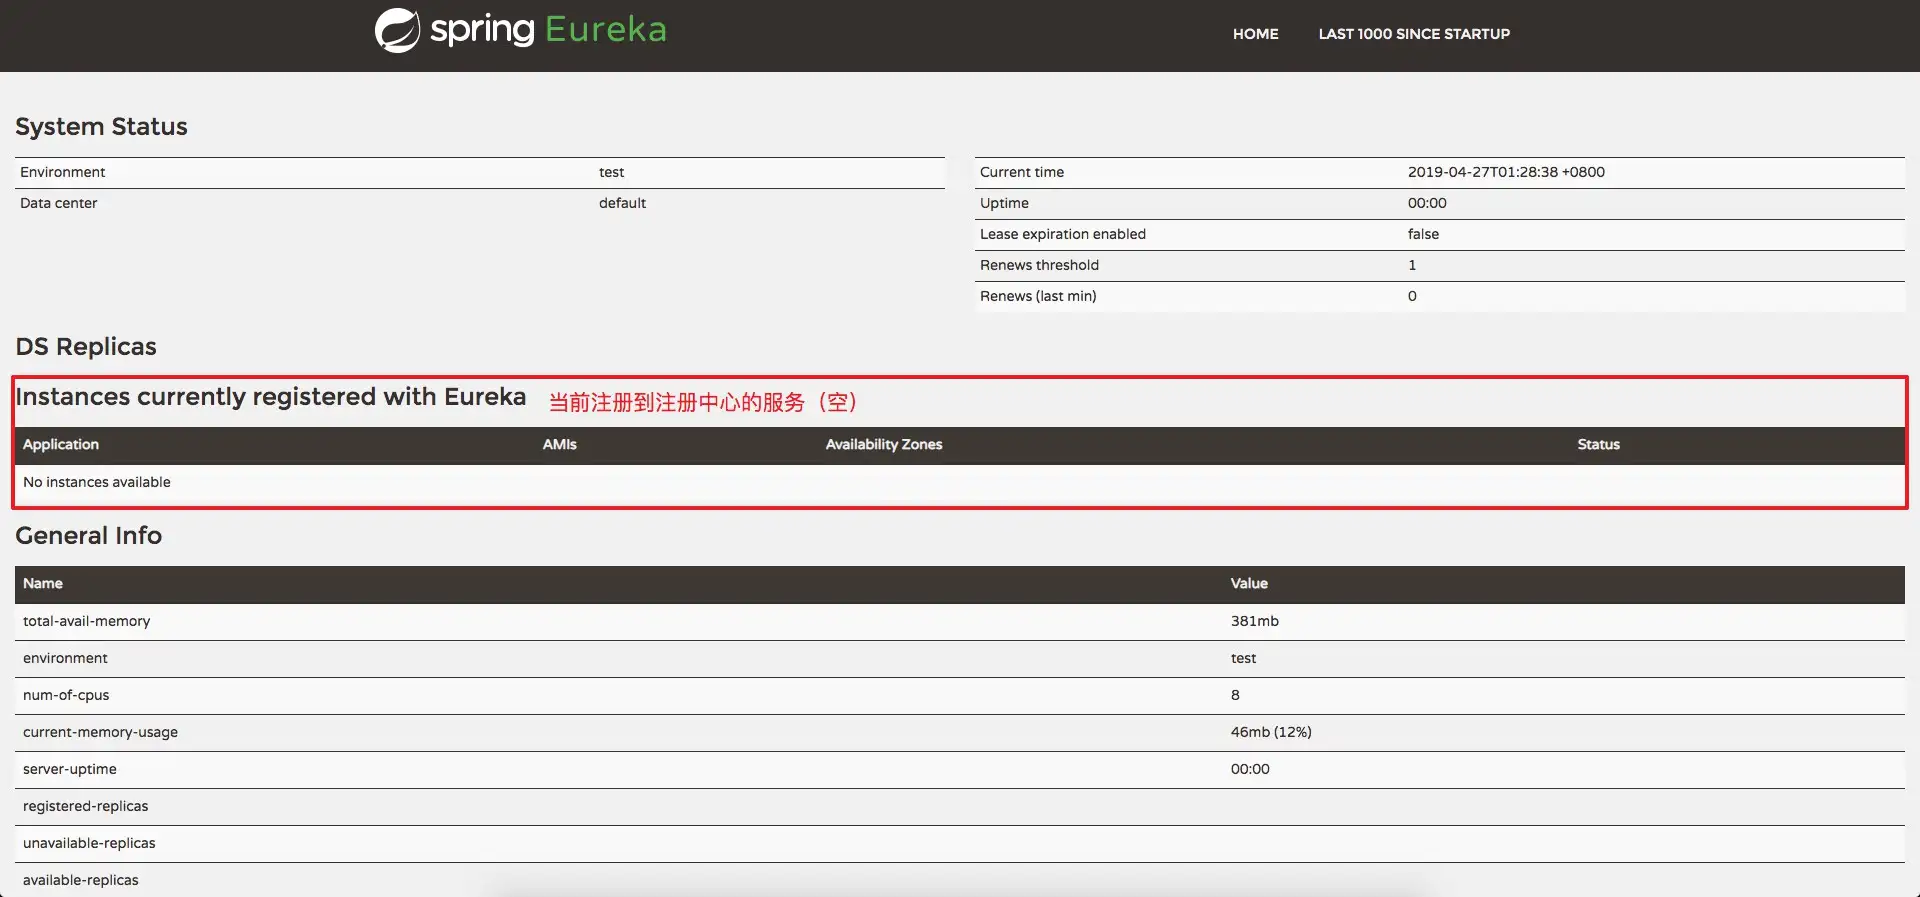 spring Eureka
HOME LAST 1000 SINCE STARTUP
System Status
Environment test
Data center default
Current time 2019-04-27T01:28:38 +0800
Uptime 00:00
Lease expiration enabled false
Renews threshold 1
Renews (last min) 0
DS Replicas
Instances currently registered with Eureka 当前注册到注册中心的服务（空）
Application AMIs Availability Zones Status
No instances available
General Info
Name Value
total-avail-memory 381mb
environment test
num-of-cpus 8
current-memory-usage 46mb (12%)
server-uptime 00:00
registered-replicas
unavailable-replicas
available-replicas